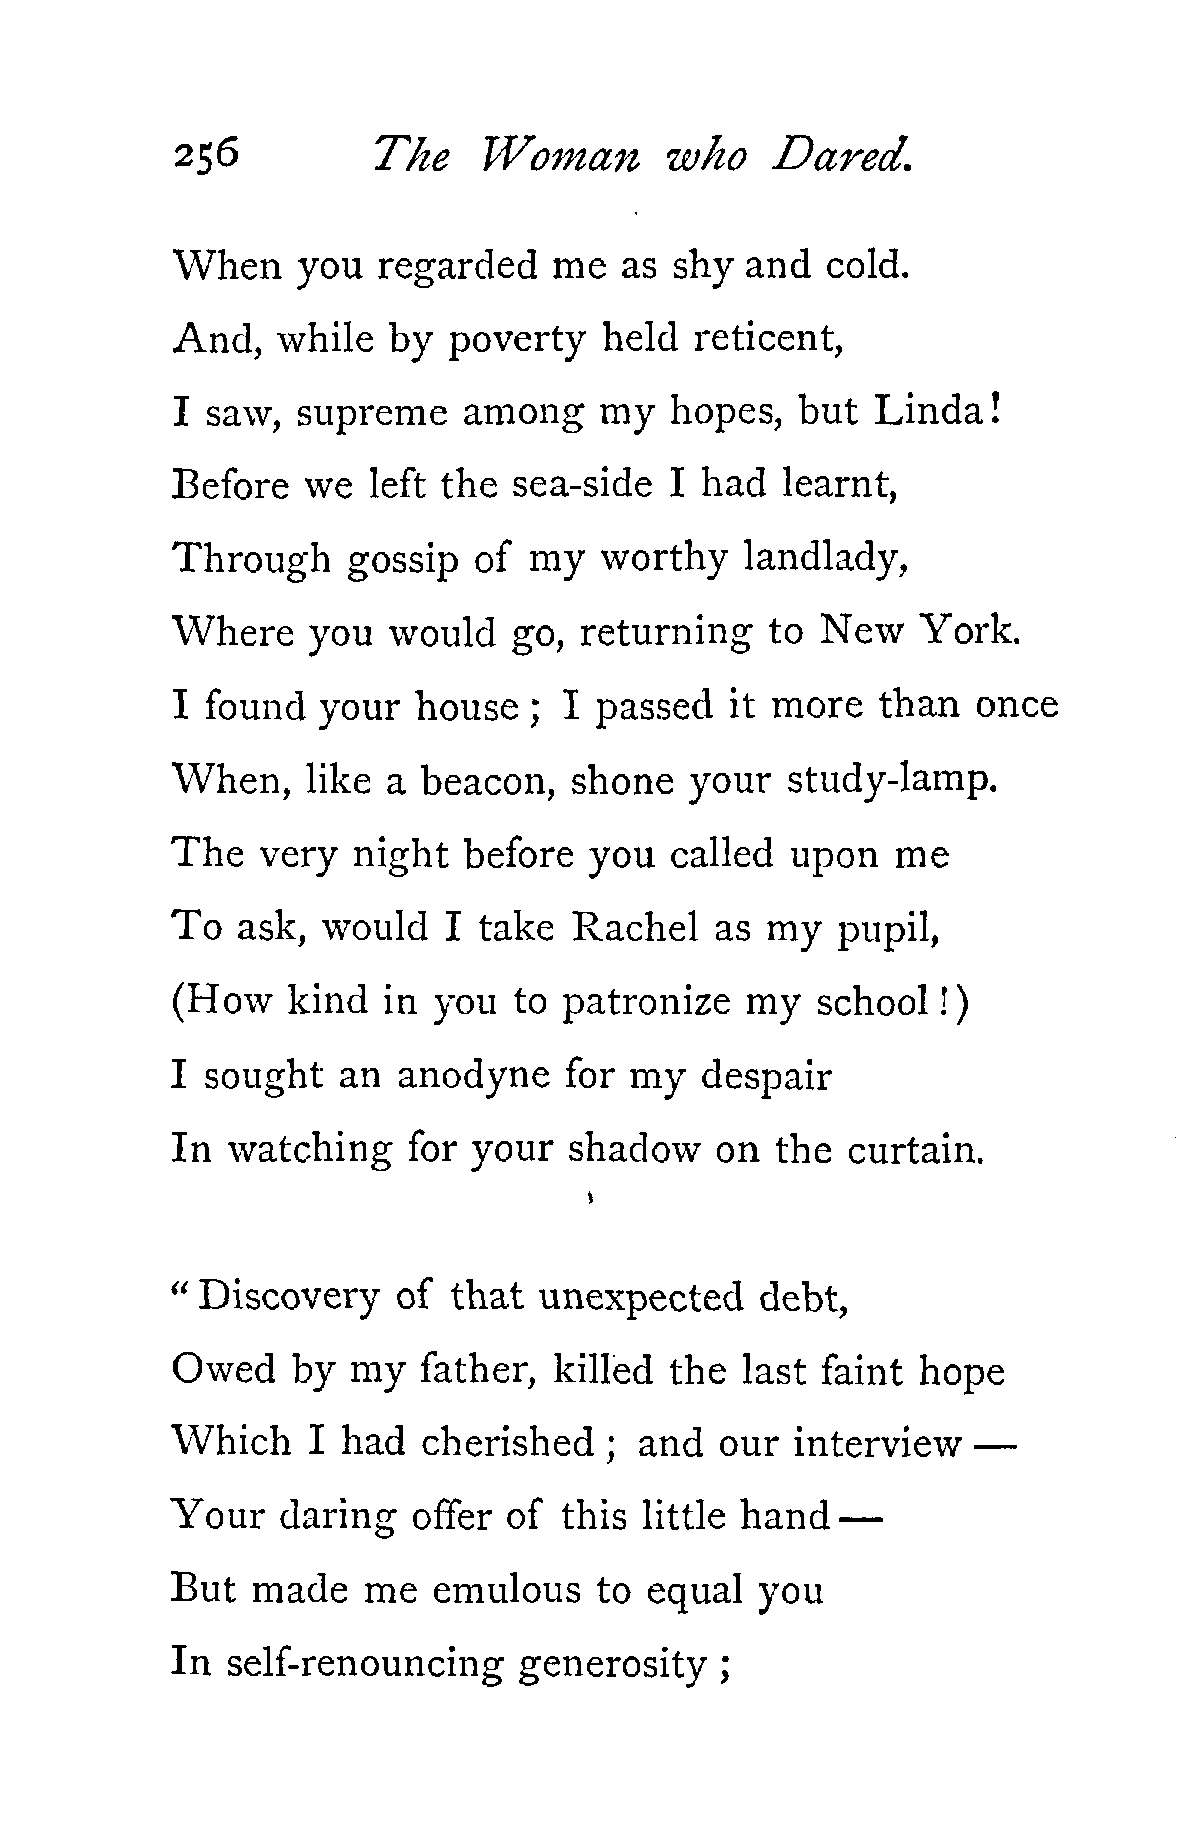 256 The Woman who Dared.
When you regarded me as shy and cold.
And, while by poverty held reticent,
I saw, supreme among my hopes, but Linda!
Before we left the sea-side I had learnt,
Through gossip of my worthy landlady,
Where you would go, returning to New York.
I found your house; I passed it more than once
When, like a beacon, shone your study-lamp.
The very night before you called upon me
To ask, would I take Rachel as my pupil,
(How kind in you to patronize my school!)
I sought an anodyne for my despair
In watching for your shadow on the curtain.
“Discovery of that unexpected debt,
Owed by my father, killed the last faint hope
Which I had cherished; and our interview —
Your daring offer of this little hand —
But made me emulous to equal you
In self-renouncing generosity;